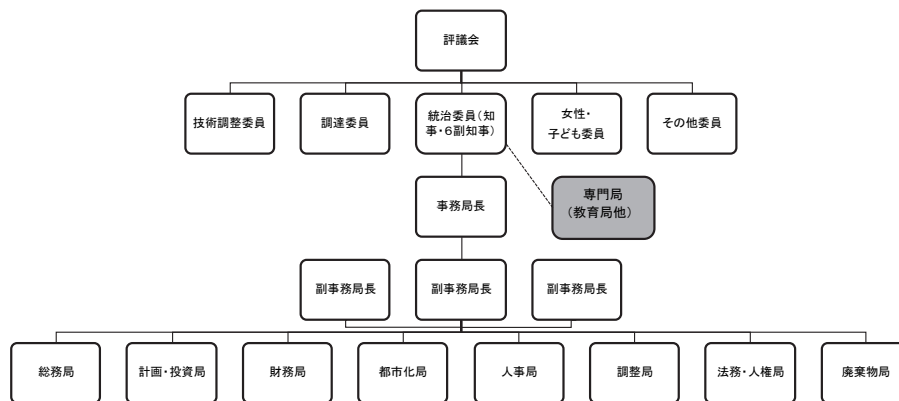 評議会
技術調整委員
調達委員
統治委員(知
事・6副知事)
女性・
子ども委員
その他委員
専門局
(教育局他)
事務局長
副事務局長
副事務局長
副事務局長
総務局
計画・投資局
財務局
都市化局
人事局
調整局
法務・人権局
廃棄物局